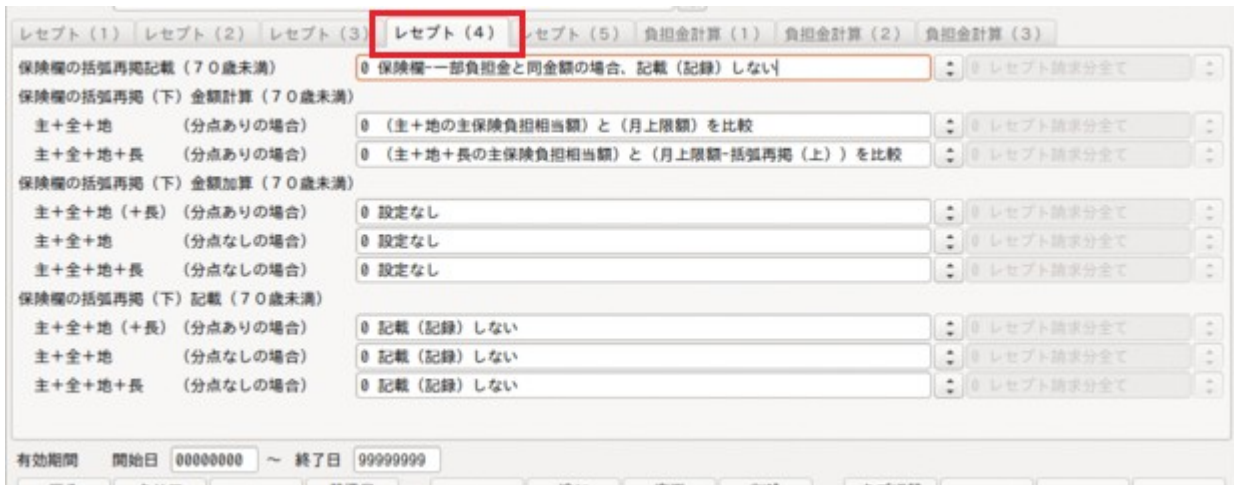 レセプト（1） レセプト（2） レセプト（3） レセプト（4） レセプト（5） 負担金計算（1） 負担金計算（2） 負担金計算（3）
保険欄の括弧再掲記載（７０歳未満） 0 保険欄-一部負担金と同金額の場合、記載（記録）しない 0 レセプト請求分全て
保険欄の括弧再掲（下）金額計算（７０歳未満）
主＋全＋地 （分点ありの場合） 0 （主＋地の主保険負担相当額）と（月上限額）を比較 0 レセプト請求分全て
主＋全＋地＋長 （分点ありの場合） 0 （主＋地＋長の主保険負担相当額）と（月上限額-括弧再掲（上））を比較 0 レセプト請求分全て
保険欄の括弧再掲（下）金額加算（７０歳未満）
主＋全＋地（＋長）（分点ありの場合） 0 設定なし 0 レセプト請求分全て
主＋全＋地 （分点なしの場合） 0 設定なし 0 レセプト請求分全て
主＋全＋地＋長 （分点なしの場合） 0 設定なし 0 レセプト請求分全て
保険欄の括弧再掲（下）記載（７０歳未満）
主＋全＋地（＋長）（分点ありの場合） 0 記載（記録）しない 0 レセプト請求分全て
主＋全＋地 （分点なしの場合） 0 記載（記録）しない 0 レセプト請求分全て
主＋全＋地＋長 （分点なしの場合） 0 記載（記録）しない 0 レセプト請求分全て
有効期間 開始日 00000000 ～ 終了日 99999999